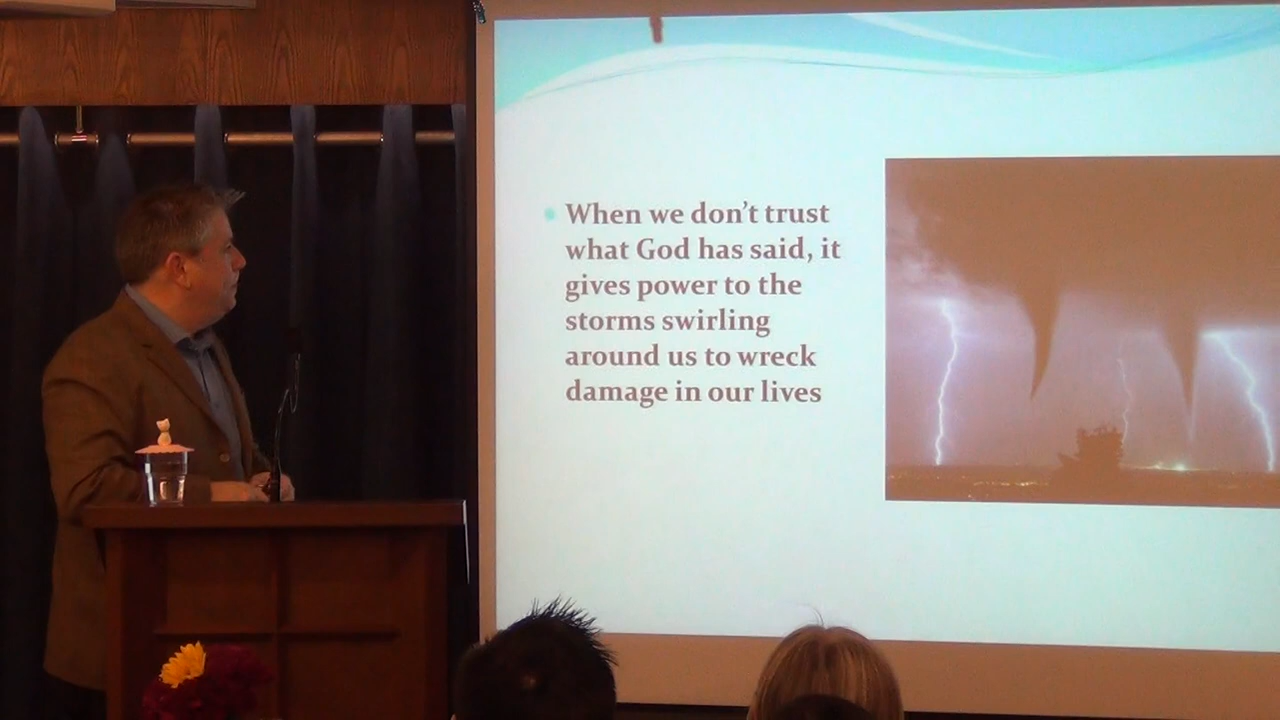 When we don't trust
what God has said, it
gives power to the
storms swirling
around us to wreck
damage in our lives